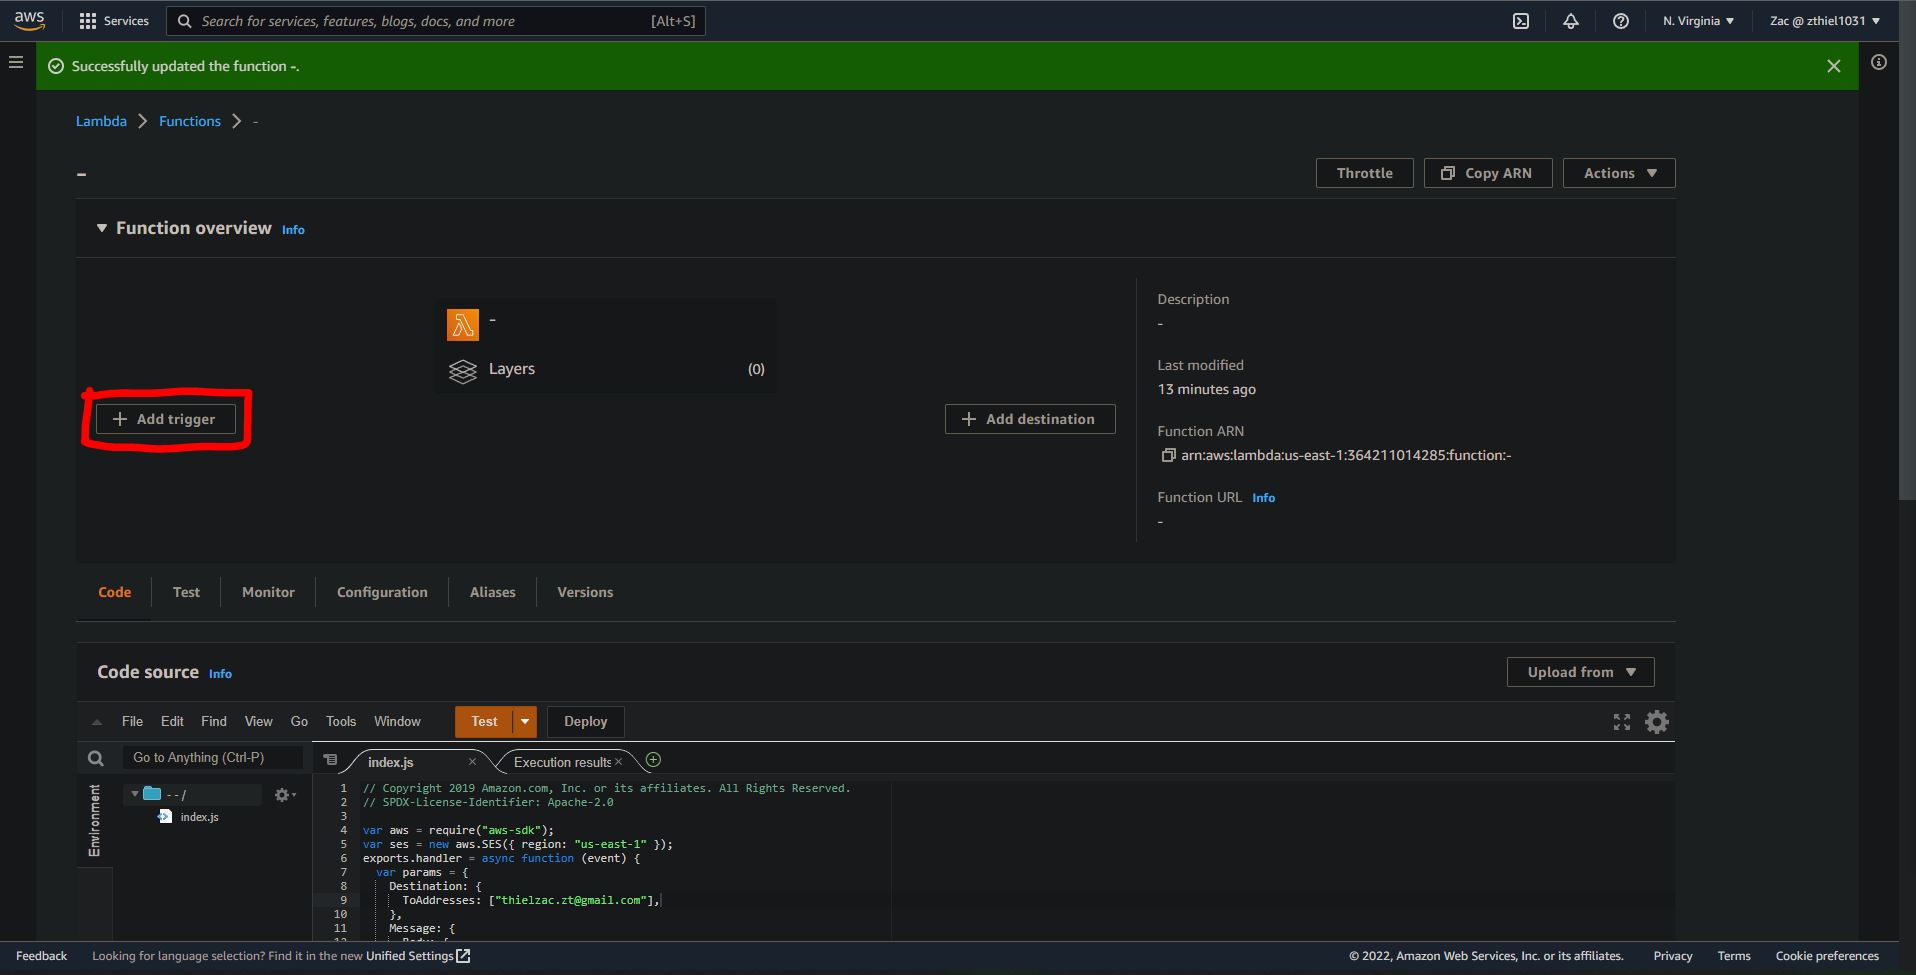 aws Services Search for services, features, blogs, docs, and more [Alt+S] N. Virginia Zac @ zthiel1031
Successfully updated the function -.
Lambda Functions -
-
Throttle Copy ARN Actions
Function overview Info
-
Layers (0)
Add trigger
Add destination
Description
-
Last modified
13 minutes ago
Function ARN
arn:aws:lambda:us-east-1:364211014285:function:-
Function URL Info
-
Code Test Monitor Configuration Aliases Versions
Code source Info Upload from
File Edit Find View Go Tools Window Test Deploy
Go to Anything (Ctrl-P) index.js Execution results
Environment
- - /
index.js
1 // Copyright 2019 Amazon.com, Inc. or its affiliates. All Rights Reserved.
2 // SPDX-License-Identifier: Apache-2.0
3
4 var aws = require("aws-sdk");
5 var ses = new aws.SES({ region: "us-east-1" });
6 exports.handler = async function (event) {
7 var params = {
8 Destination: {
9 ToAddresses: ["thielzac.zt@gmail.com"],
10 },
11 Message: {
12 Body: {
Feedback Looking for language selection? Find it in the new Unified Settings © 2022, Amazon Web Services, Inc. or its affiliates. Privacy Terms Cookie preferences